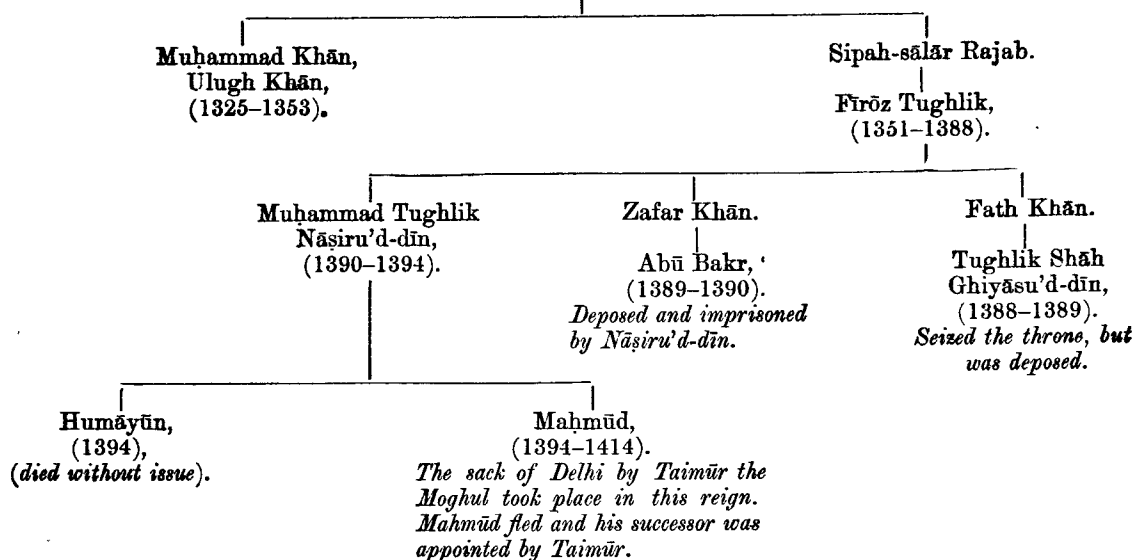 Muḥammad Khān,
Ulugh Khān,
(1325–1353).
Sipah-sālār Rajab.
Fīrōz Tughlik,
(1351–1388).
Muḥammad Tughlik
Nāṣiru’d-dīn,
(1390–1394).
Zafar Khān.
Abū Bakr,
(1389–1390).
Deposed and imprisoned
by Nāṣiru’d-dīn.
Fath Khān.
Tughlik Shāh
Ghiyāsu’d-dīn,
(1388–1389).
Seized the throne, but
was deposed.
Humāyūn,
(1394),
(died without issue).
Maḥmūd,
(1394–1414).
The sack of Delhi by Taimūr the
Moghul took place in this reign.
Mahmūd fled and his successor was
appointed by Taimūr.